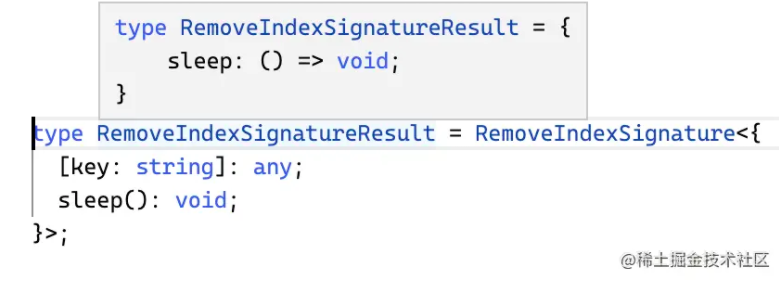 type RemoveIndexSignatureResult = {
    sleep: () => void;
}
type RemoveIndexSignatureResult = RemoveIndexSignature<{
  [key: string]: any;
  sleep(): void;
}>;
@稀土掘金技术社区